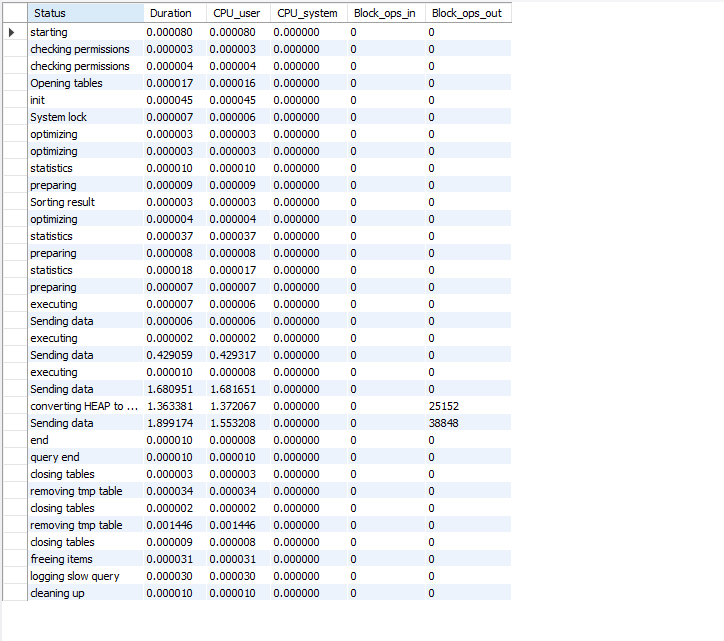 Status Duration CPU_user CPU_system Block_ops_in Block_ops_out
starting 0.000080 0.000080 0.000000 0 0
checking permissions 0.000003 0.000003 0.000000 0 0
checking permissions 0.000004 0.000004 0.000000 0 0
Opening tables 0.000017 0.000016 0.000000 0 0
init 0.000045 0.000045 0.000000 0 0
System lock 0.000007 0.000006 0.000000 0 0
optimizing 0.000003 0.000003 0.000000 0 0
optimizing 0.000003 0.000003 0.000000 0 0
statistics 0.000010 0.000010 0.000000 0 0
preparing 0.000009 0.000009 0.000000 0 0
Sorting result 0.000003 0.000003 0.000000 0 0
optimizing 0.000004 0.000004 0.000000 0 0
statistics 0.000037 0.000037 0.000000 0 0
preparing 0.000008 0.000008 0.000000 0 0
statistics 0.000018 0.000017 0.000000 0 0
preparing 0.000007 0.000007 0.000000 0 0
executing 0.000007 0.000006 0.000000 0 0
Sending data 0.000006 0.000006 0.000000 0 0
executing 0.000002 0.000002 0.000000 0 0
Sending data 0.429059 0.429317 0.000000 0 0
executing 0.000010 0.000008 0.000000 0 0
Sending data 1.680951 1.681651 0.000000 0 0
converting HEAP to ... 1.363381 1.372067 0.000000 0 25152
Sending data 1.899174 1.553208 0.000000 0 38848
end 0.000010 0.000008 0.000000 0 0
query end 0.000010 0.000010 0.000000 0 0
closing tables 0.000003 0.000003 0.000000 0 0
removing tmp table 0.000034 0.000034 0.000000 0 0
closing tables 0.000002 0.000002 0.000000 0 0
removing tmp table 0.001446 0.001446 0.000000 0 0
closing tables 0.000009 0.000008 0.000000 0 0
freeing items 0.000031 0.000031 0.000000 0 0
logging slow query 0.000030 0.000030 0.000000 0 0
cleaning up 0.000010 0.000010 0.000000 0 0